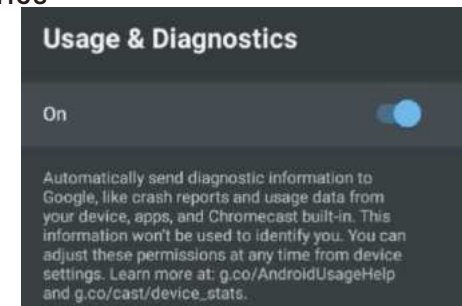 Usage & Diagnostics
On
Automatically send diagnostic information to
Google, like crash reports and usage data from
your device, apps, and Chromecast built-in. This
information won't be used to identify you. You can
adjust these permissions at any time from device
settings. Learn more at: g.co/AndroidUsageHelp
and g.co/cast/device_stats.